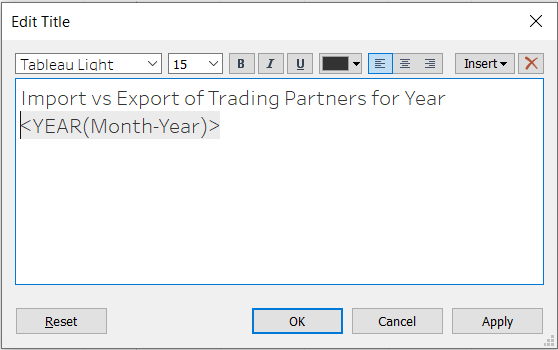 Edit Title
Tableau Light 15 B I U Insert
Import vs Export of Trading Partners for Year
<YEAR(Month-Year)>
Reset OK Cancel Apply